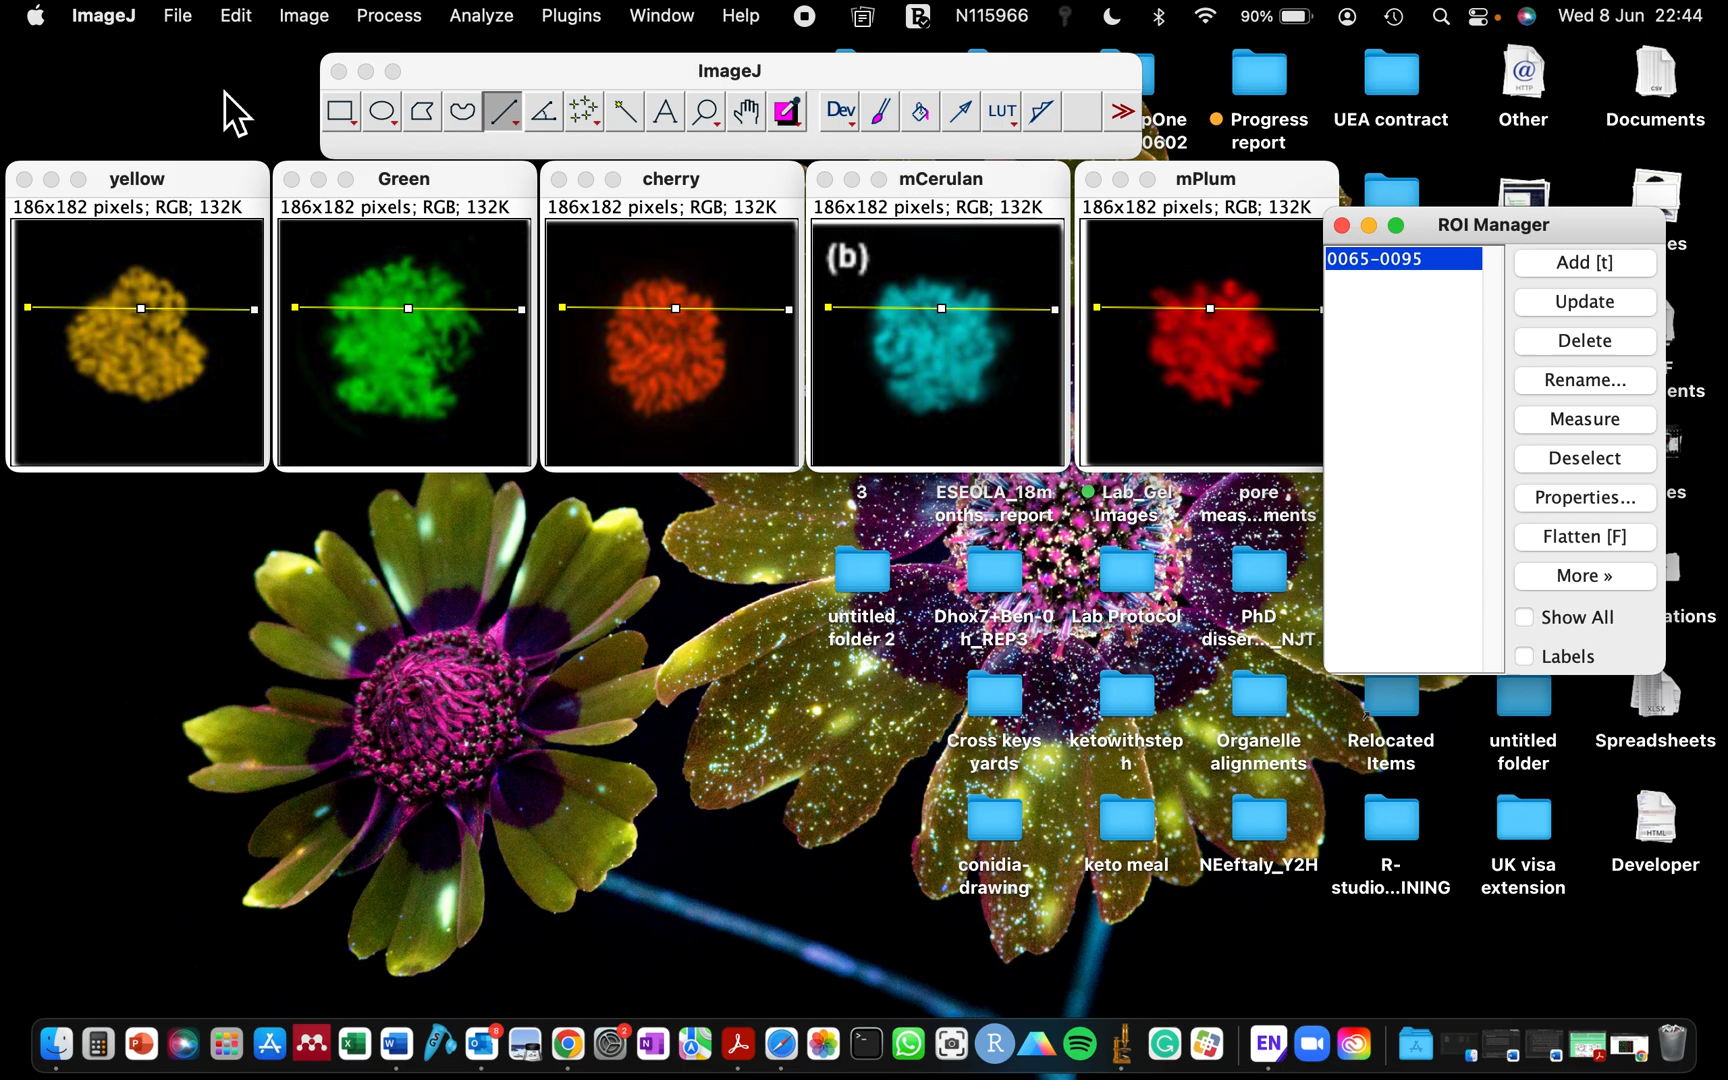 ImageJ File Edit Image Process Analyze Plugins Window Help N115966 90% Wed 8 Jun 22:44
ImageJ
Dev LUT
pOne
0602
Progress
report
UEA contract
@
HTTP
Other
CSV
Documents
yellow
186x182 pixels; RGB; 132K
Green
186x182 pixels; RGB; 132K
cherry
186x182 pixels; RGB; 132K
mCerulan
186x182 pixels; RGB; 132K
(b)
mPlum
186x182 pixels; RGB; 132K
ROI Manager
0065-0095
Add [t]
Update
Delete
Rename...
Measure
Deselect
Properties...
Flatten [F]
More »
Show All
Labels
es
ents
es
ations
3
ESEOLA_18m
onths...report
Lab_Gel
Images
pore
meas...ments
untitled
folder 2
Dhox7+Ben-0
h_REP3
Lab Protocol
PhD
disser..._NJT
Cross keys
yards
ketowithstep
h
Organelle
alignments
Relocated
Items
untitled
folder
XLSX
Spreadsheets
conidia-
drawing
keto meal
NEeftaly_Y2H
R-
studio...INING
UK visa
extension
HTML
Developer
8
2
EN